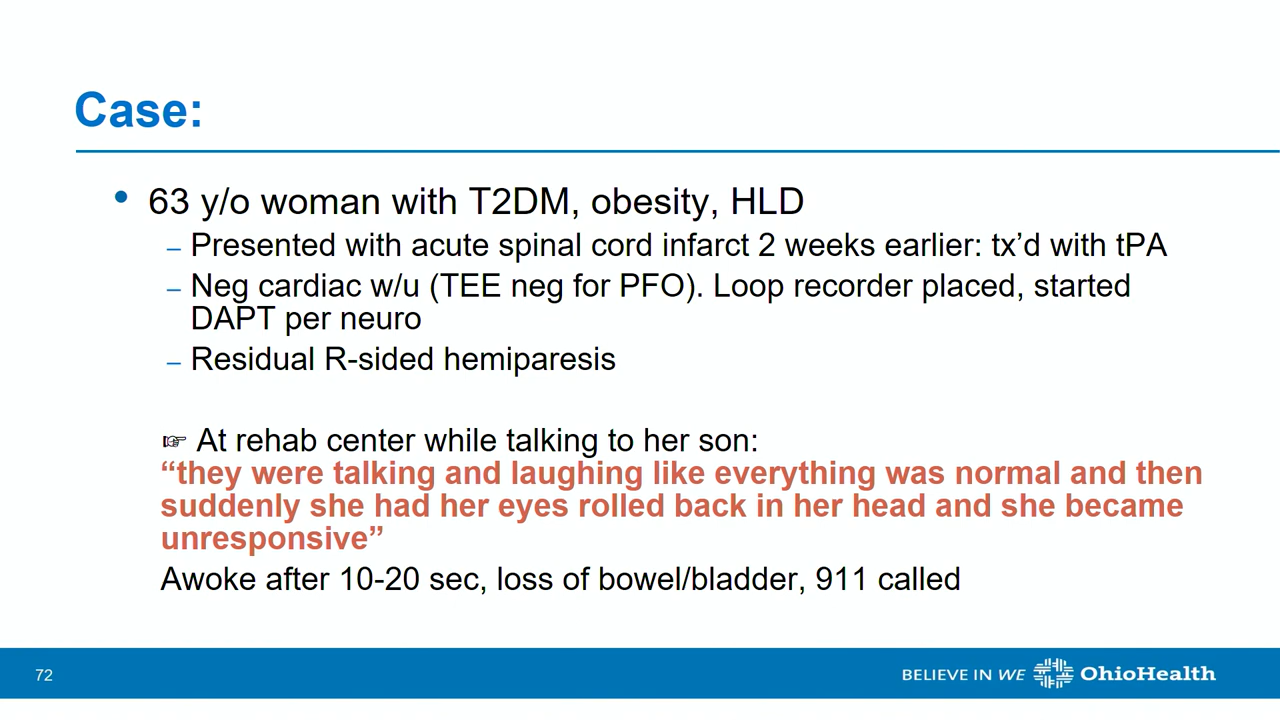 Case:
• 63 y/o woman with T2DM, obesity, HLD
– Presented with acute spinal cord infarct 2 weeks earlier: tx’d with tPA
– Neg cardiac w/u (TEE neg for PFO). Loop recorder placed, started
DAPT per neuro
– Residual R-sided hemiparesis
☞ At rehab center while talking to her son:
“they were talking and laughing like everything was normal and then
suddenly she had her eyes rolled back in her head and she became
unresponsive”
Awoke after 10-20 sec, loss of bowel/bladder, 911 called
72
BELIEVE IN WE OhioHealth